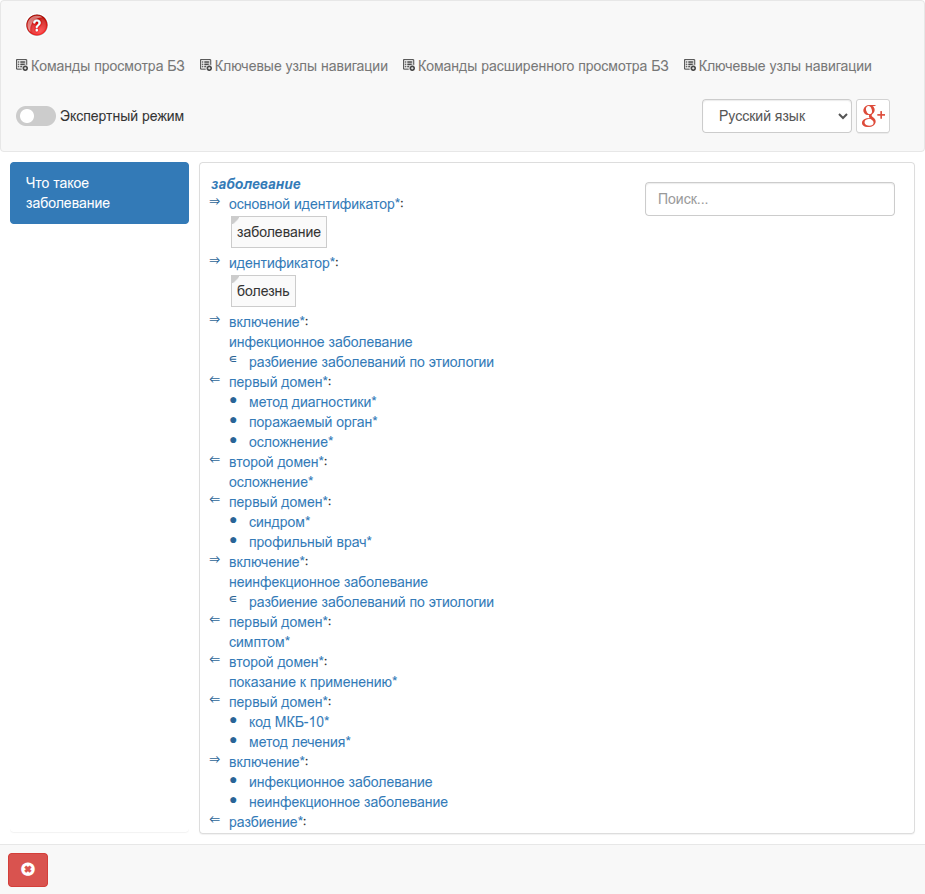 ?
Команды просмотра БЗ Ключевые узлы навигации Команды расширенного просмотра БЗ Ключевые узлы навигации
Экспертный режим Русский язык g+
Что такое
заболевание
заболевание
Поиск...
⇒ основной идентификатор*:
заболевание
⇒ идентификатор*:
болезнь
⇒ включение*:
инфекционное заболевание
∈ разбиение заболеваний по этиологии
⇐ первый домен*:
● метод диагностики*
● поражаемый орган*
● осложнение*
⇐ второй домен*:
осложнение*
⇐ первый домен*:
● синдром*
● профильный врач*
⇒ включение*:
неинфекционное заболевание
∈ разбиение заболеваний по этиологии
⇐ первый домен*:
симптом*
⇐ второй домен*:
показание к применению*
⇐ первый домен*:
● код МКБ-10*
● метод лечения*
⇒ включение*:
● инфекционное заболевание
● неинфекционное заболевание
⇐ разбиение*: